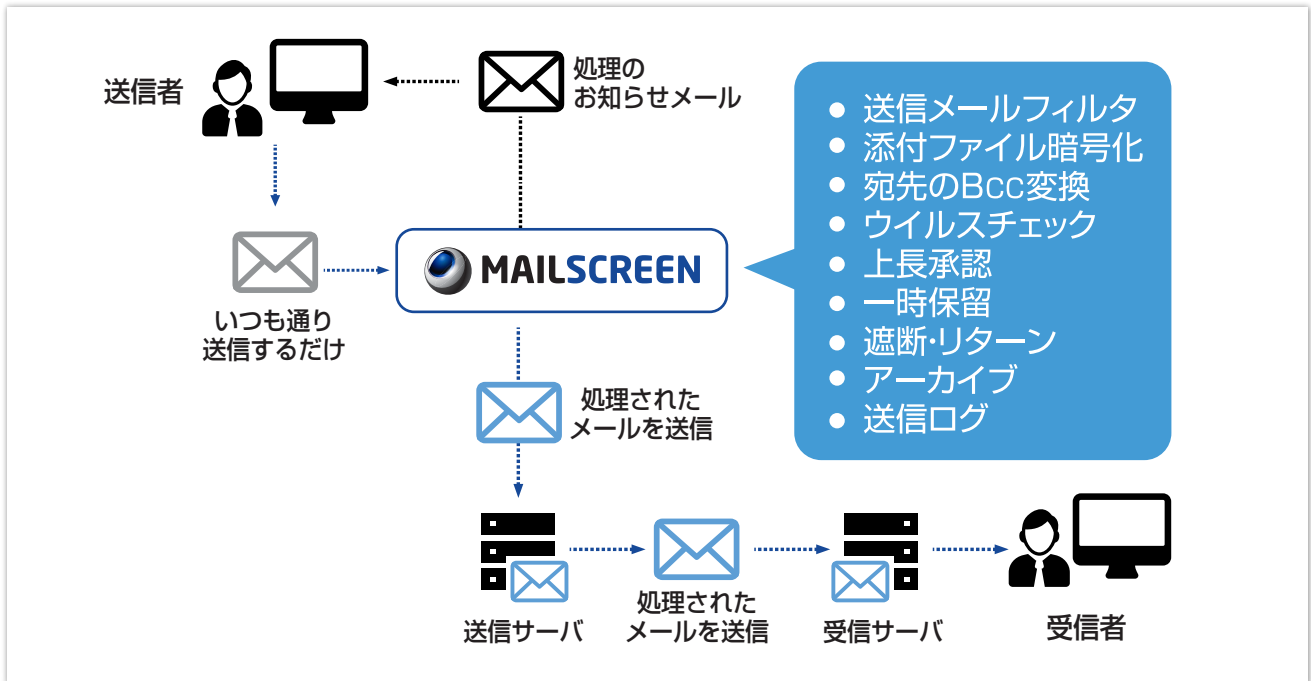 送信者
処理の
お知らせメール
いつも通り
送信するだけ
MAILSCREEN
● 送信メールフィルタ
● 添付ファイル暗号化
● 宛先のBcc変換
● ウイルスチェック
● 上長承認
● 一時保留
● 遮断・リターン
● アーカイブ
● 送信ログ
処理された
メールを送信
送信サーバ
処理された
メールを送信
受信サーバ
受信者